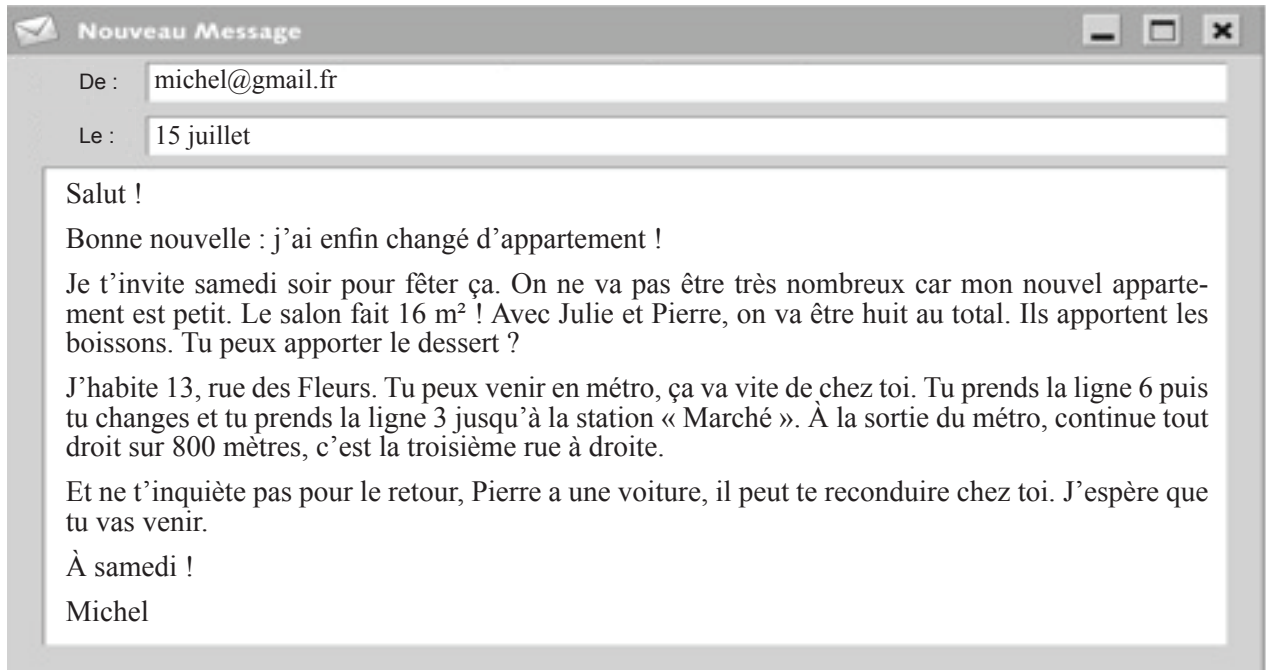 Nouveau Message
De : michel@gmail.fr
Le : 15 juillet
Salut !
Bonne nouvelle : j’ai enfin changé d’appartement !
Je t’invite samedi soir pour fêter ça. On ne va pas être très nombreux car mon nouvel apparte-
ment est petit. Le salon fait 16 m² ! Avec Julie et Pierre, on va être huit au total. Ils apportent les
boissons. Tu peux apporter le dessert ?
J’habite 13, rue des Fleurs. Tu peux venir en métro, ça va vite de chez toi. Tu prends la ligne 6 puis
tu changes et tu prends la ligne 3 jusqu’à la station « Marché ». À la sortie du métro, continue tout
droit sur 800 mètres, c’est la troisième rue à droite.
Et ne t’inquiète pas pour le retour, Pierre a une voiture, il peut te reconduire chez toi. J’espère que
tu vas venir.
À samedi !
Michel